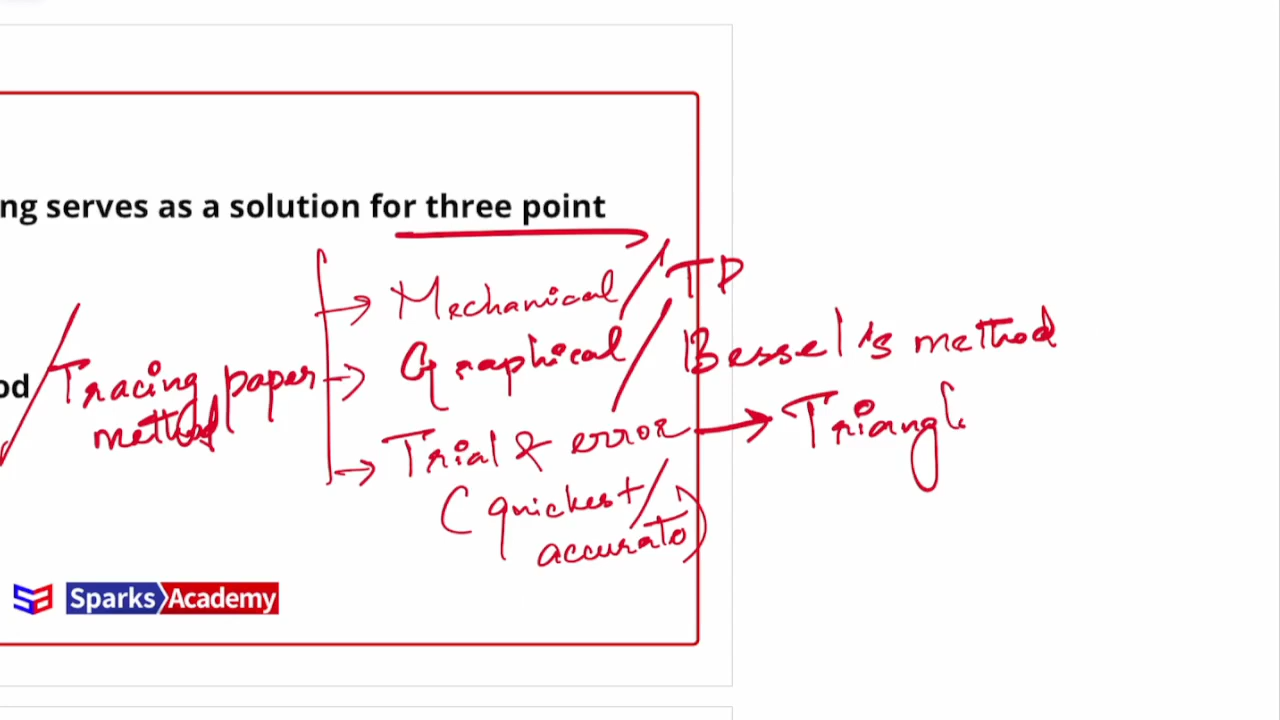 ng serves as a solution for three point
Mechanical / TP
Graphical / Bessel's method
od / Tracing paper
method
Trial & error → Triangl
(quickest /
accurate)
Sparks Academy